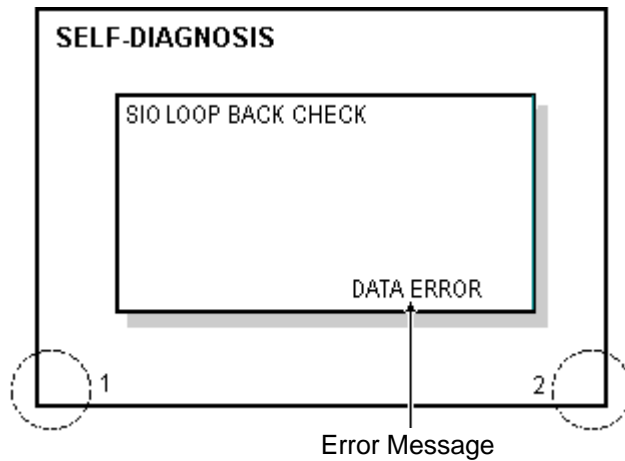 SELF-DIAGNOSIS
SIO LOOP BACK CHECK
DATA ERROR
1
2
Error Message